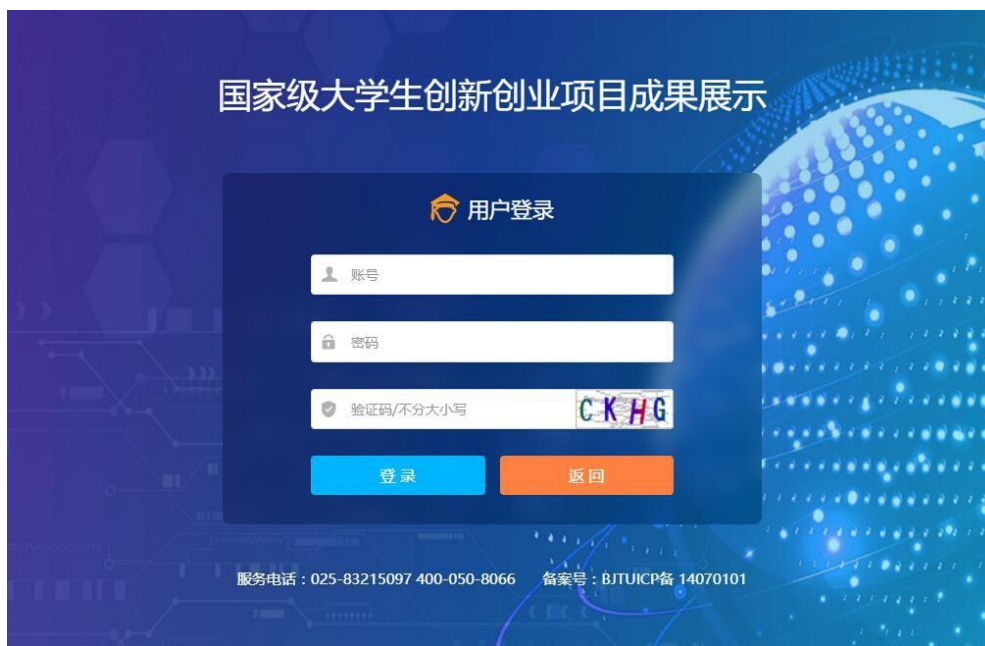 国家级大学生创新创业项目成果展示
用户登录
账号
密码
验证码/不分大小写 CKHG
登录 返回
服务电话：025-83215097 400-050-8066 备案号：BJTUICP备 14070101